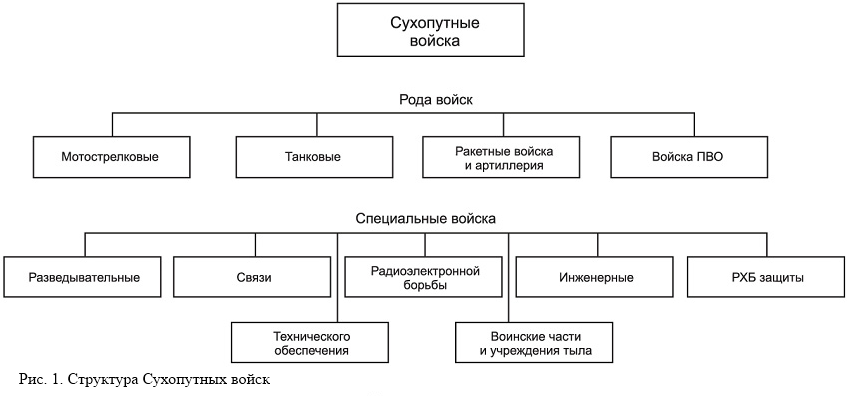 Сухопутные
войска
Рода войск
Мотострелковые
Танковые
Ракетные войска
и артиллерия
Войска ПВО
Специальные войска
Разведывательные
Связи
Радиоэлектронной
борьбы
Инженерные
РХБ защиты
Технического
обеспечения
Воинские части
и учреждения тыла
Рис. 1. Структура Сухопутных войск